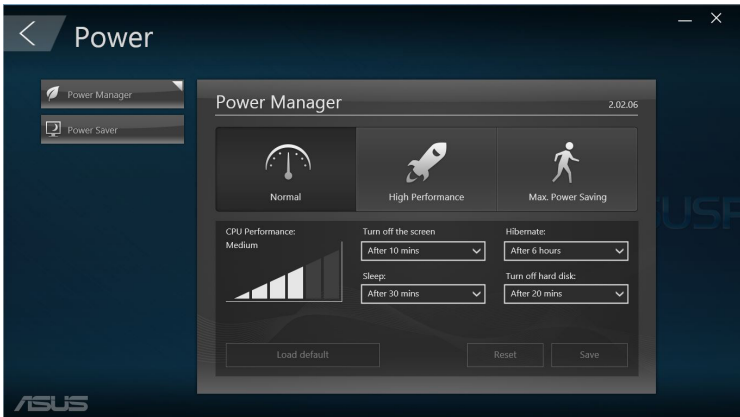 Power
Power Manager
Power Saver
Power Manager
2.02.06
Normal
High Performance
Max. Power Saving
CPU Performance:
Medium
Turn off the screen
After 10 mins
Hibernate:
After 6 hours
Sleep:
After 30 mins
Turn off hard disk:
After 20 mins
Load default
Reset
Save
ASUS